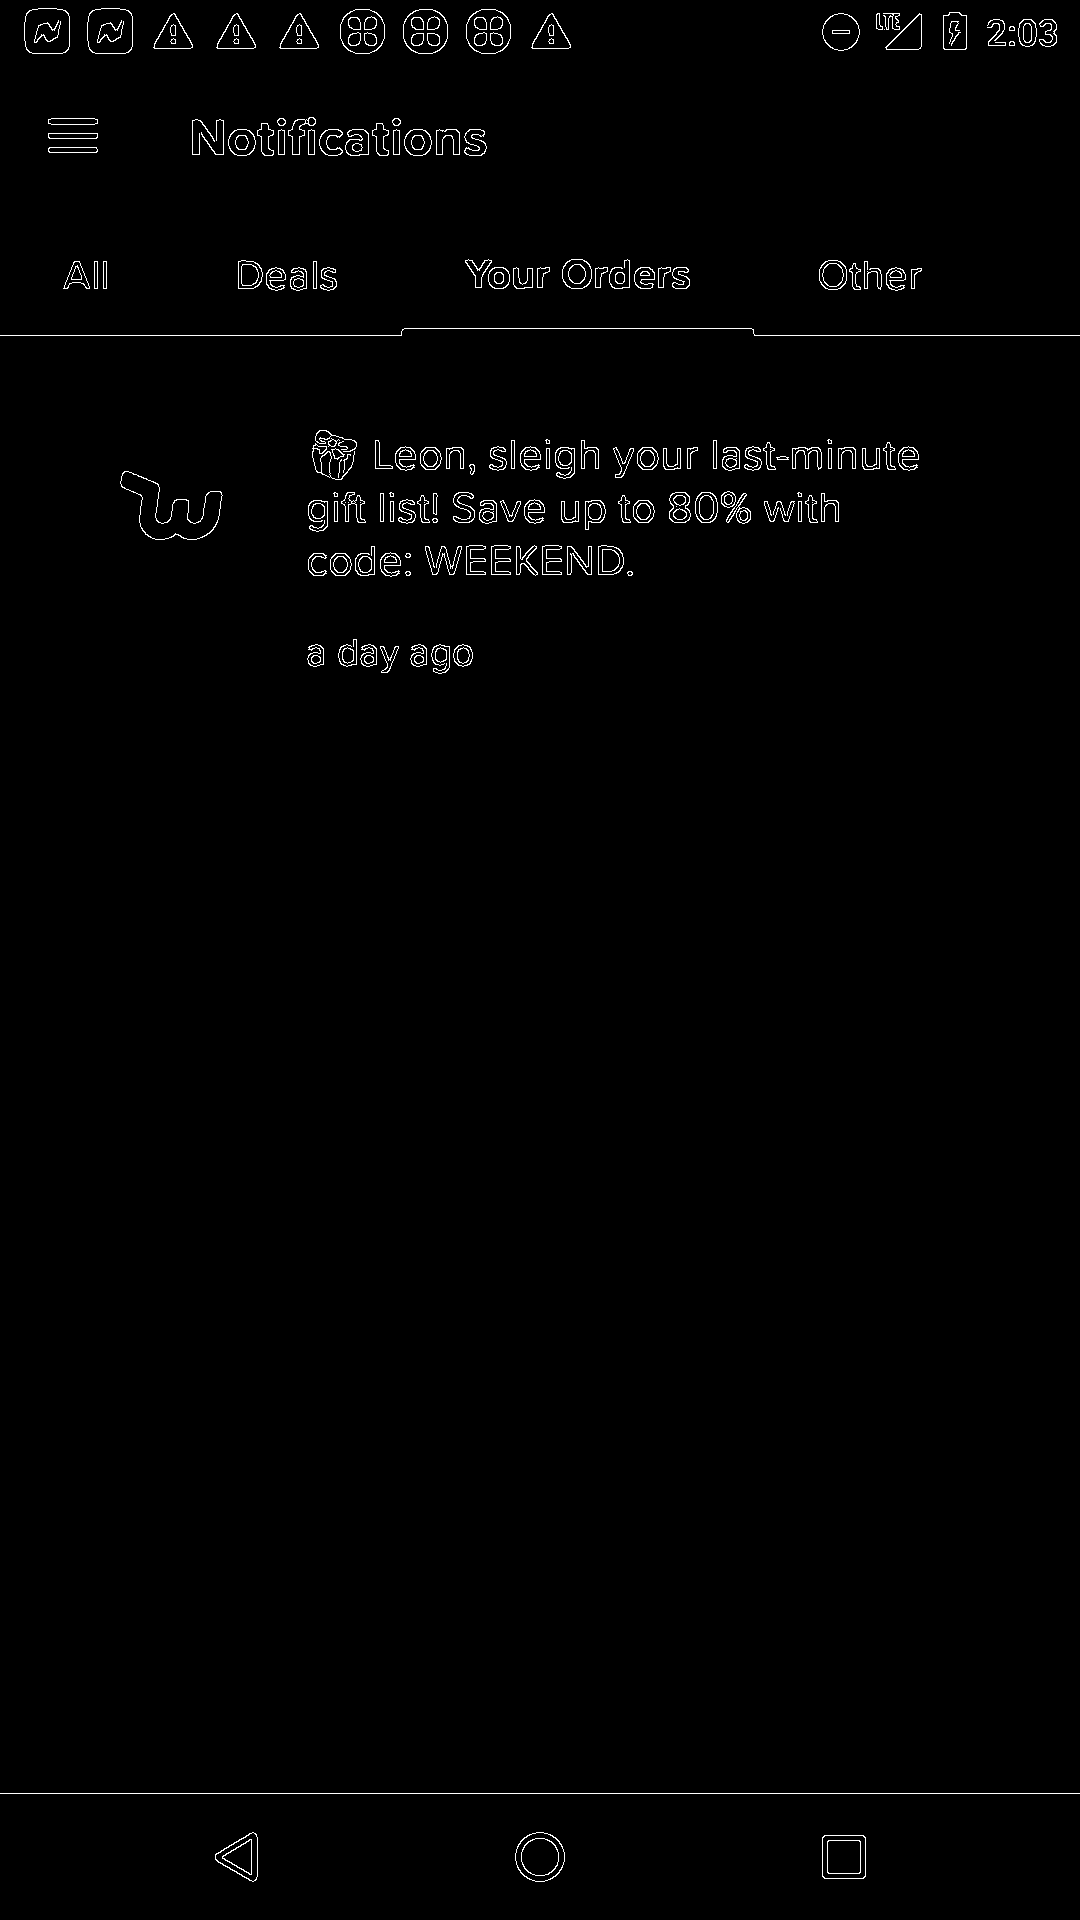 LTE 2:03
Notifications
All Deals Your Orders Other
🎁 Leon, sleigh your last-minute
gift list! Save up to 80% with
code: WEEKEND.
a day ago